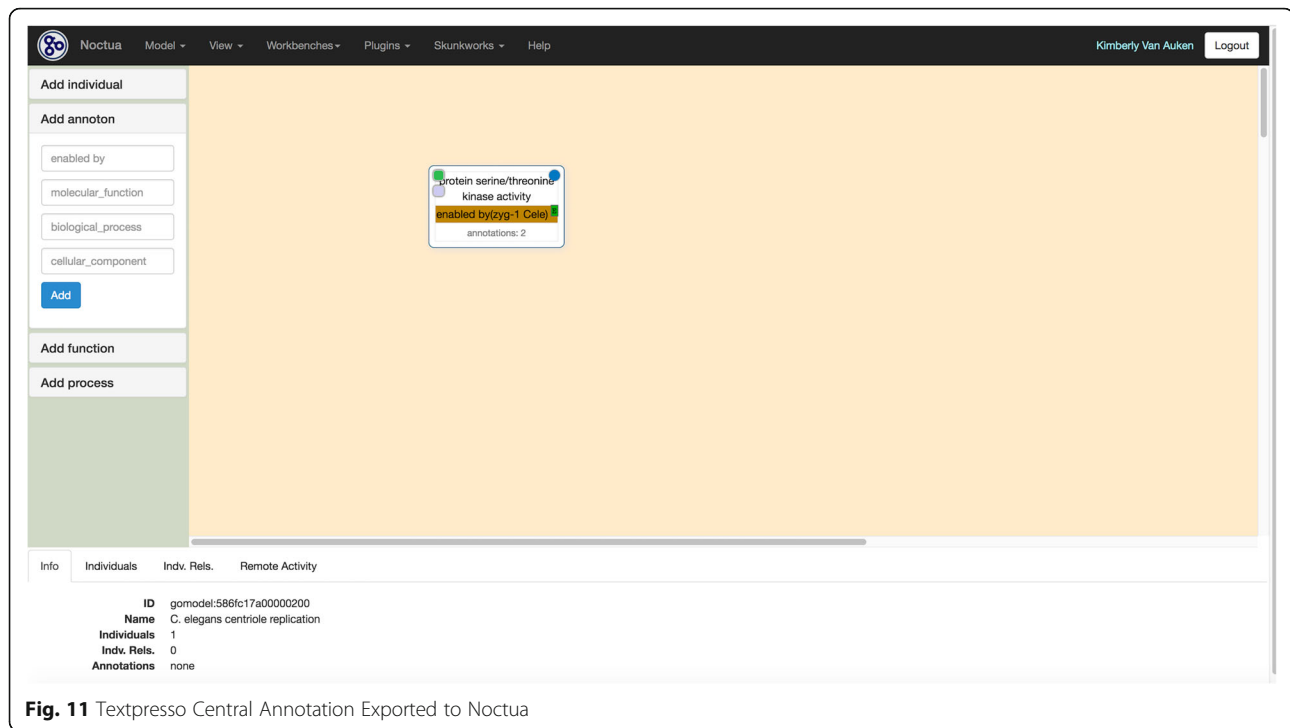 Noctua Model View Workbenches Plugins Skunkworks Help Kimberly Van Auken Logout
Add individual
Add annoton
enabled by
molecular_function
biological_process
cellular_component
Add
Add function
Add process
protein serine/threonine
kinase activity
enabled by(zyg-1 Cele)
annotations: 2
Info Individuals Indv. Rels. Remote Activity
ID gomodel:586fc17a00000200
Name C. elegans centriole replication
Individuals 1
Indv. Rels. 0
Annotations none
Fig. 11 Textpresso Central Annotation Exported to Noctua